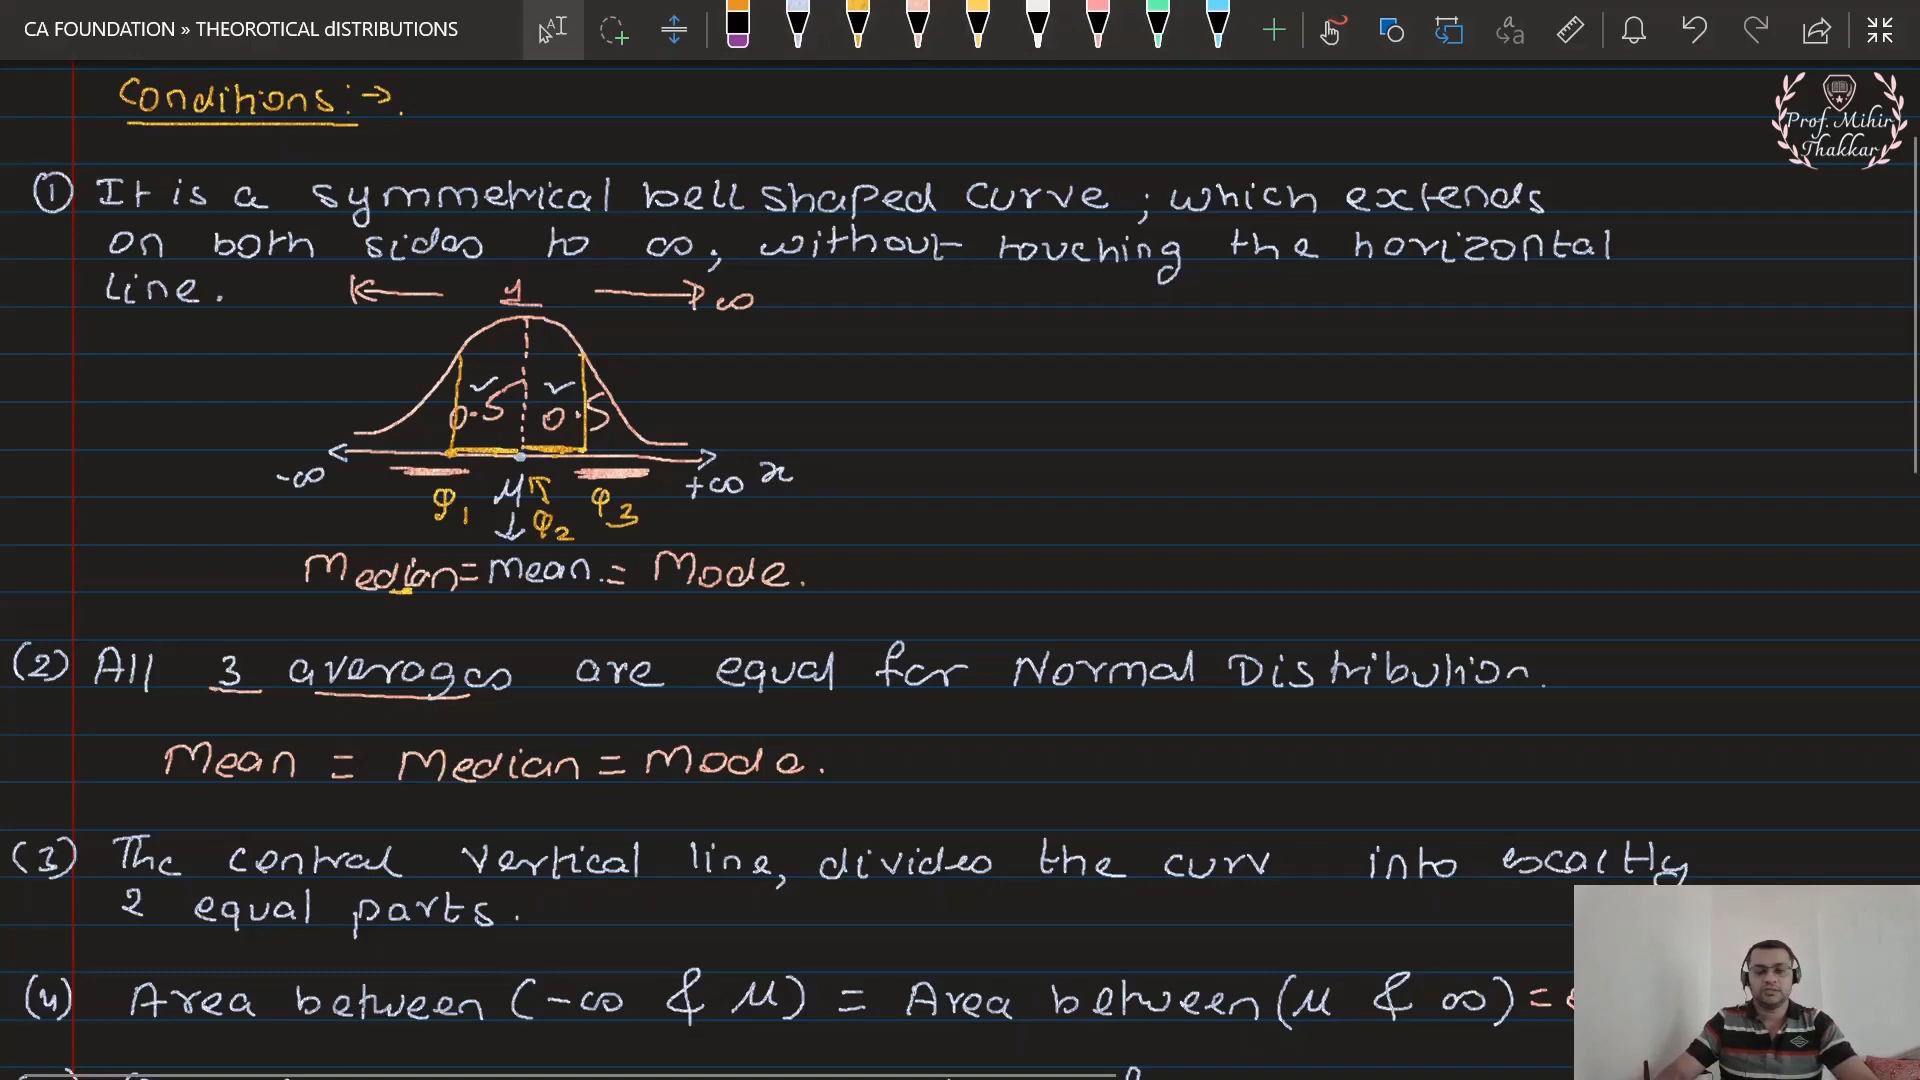 CA FOUNDATION » THEOROTICAL dISTRIBUTIONS
Conditions :→.
Prof. Mihir
Thakkar
① It is a symmetrical bell shaped curve ; which extends
on both sides to ∞, without touching the horizontal
line.
y
∞
0.5 0.5
-∞ μ +∞ x
Q1 Q2 Q3
Median = mean. = Mode.
(2) All 3 averages are equal for Normal Distribution.
Mean = Median = Mode.
(3) The central vertical line, divides the curv into exactly
2 equal parts.
(4) Area between (-∞ & μ) = Area between (μ & ∞) =